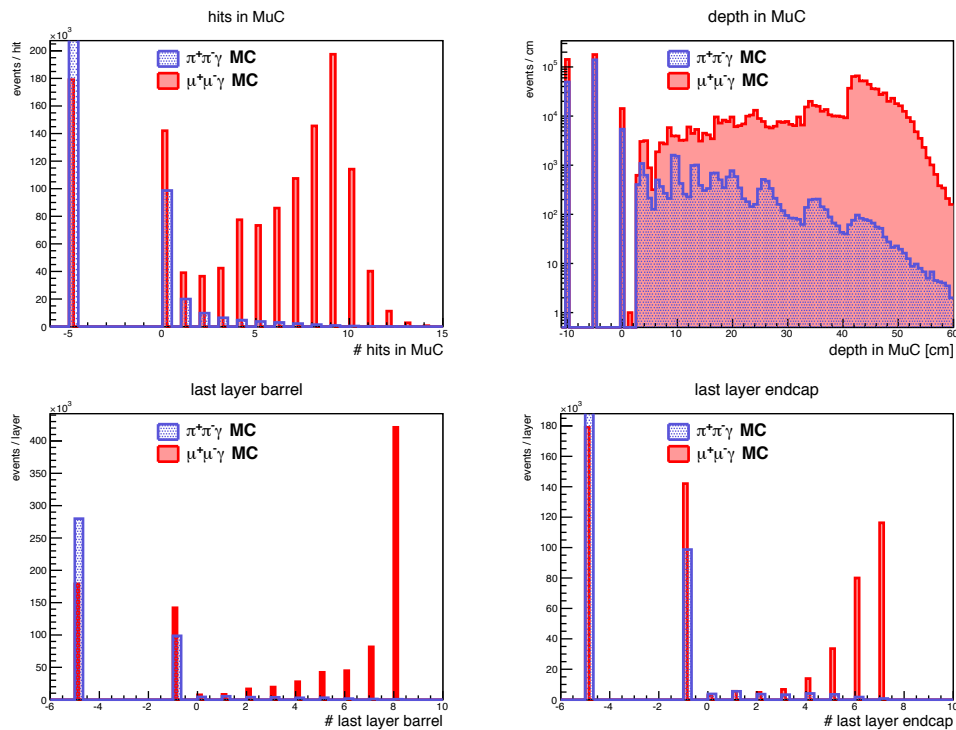 hits in MuC
×10³
events / hit
π⁺π⁻γ MC
μ⁺μ⁻γ MC
200
180
160
140
120
100
80
60
40
20
0
-5 0 5 10 15
# hits in MuC
depth in MuC
events / cm
π⁺π⁻γ MC
μ⁺μ⁻γ MC
10⁵
10⁴
10³
10²
10
1
-10 0 10 20 30 40 50 60
depth in MuC [cm]
last layer barrel
×10³
events / layer
π⁺π⁻γ MC
μ⁺μ⁻γ MC
400
350
300
250
200
150
100
50
0
-6 -4 -2 0 2 4 6 8 10
# last layer barrel
last layer endcap
×10³
events / layer
π⁺π⁻γ MC
μ⁺μ⁻γ MC
180
160
140
120
100
80
60
40
20
0
-6 -4 -2 0 2 4 6 8 10
# last layer endcap